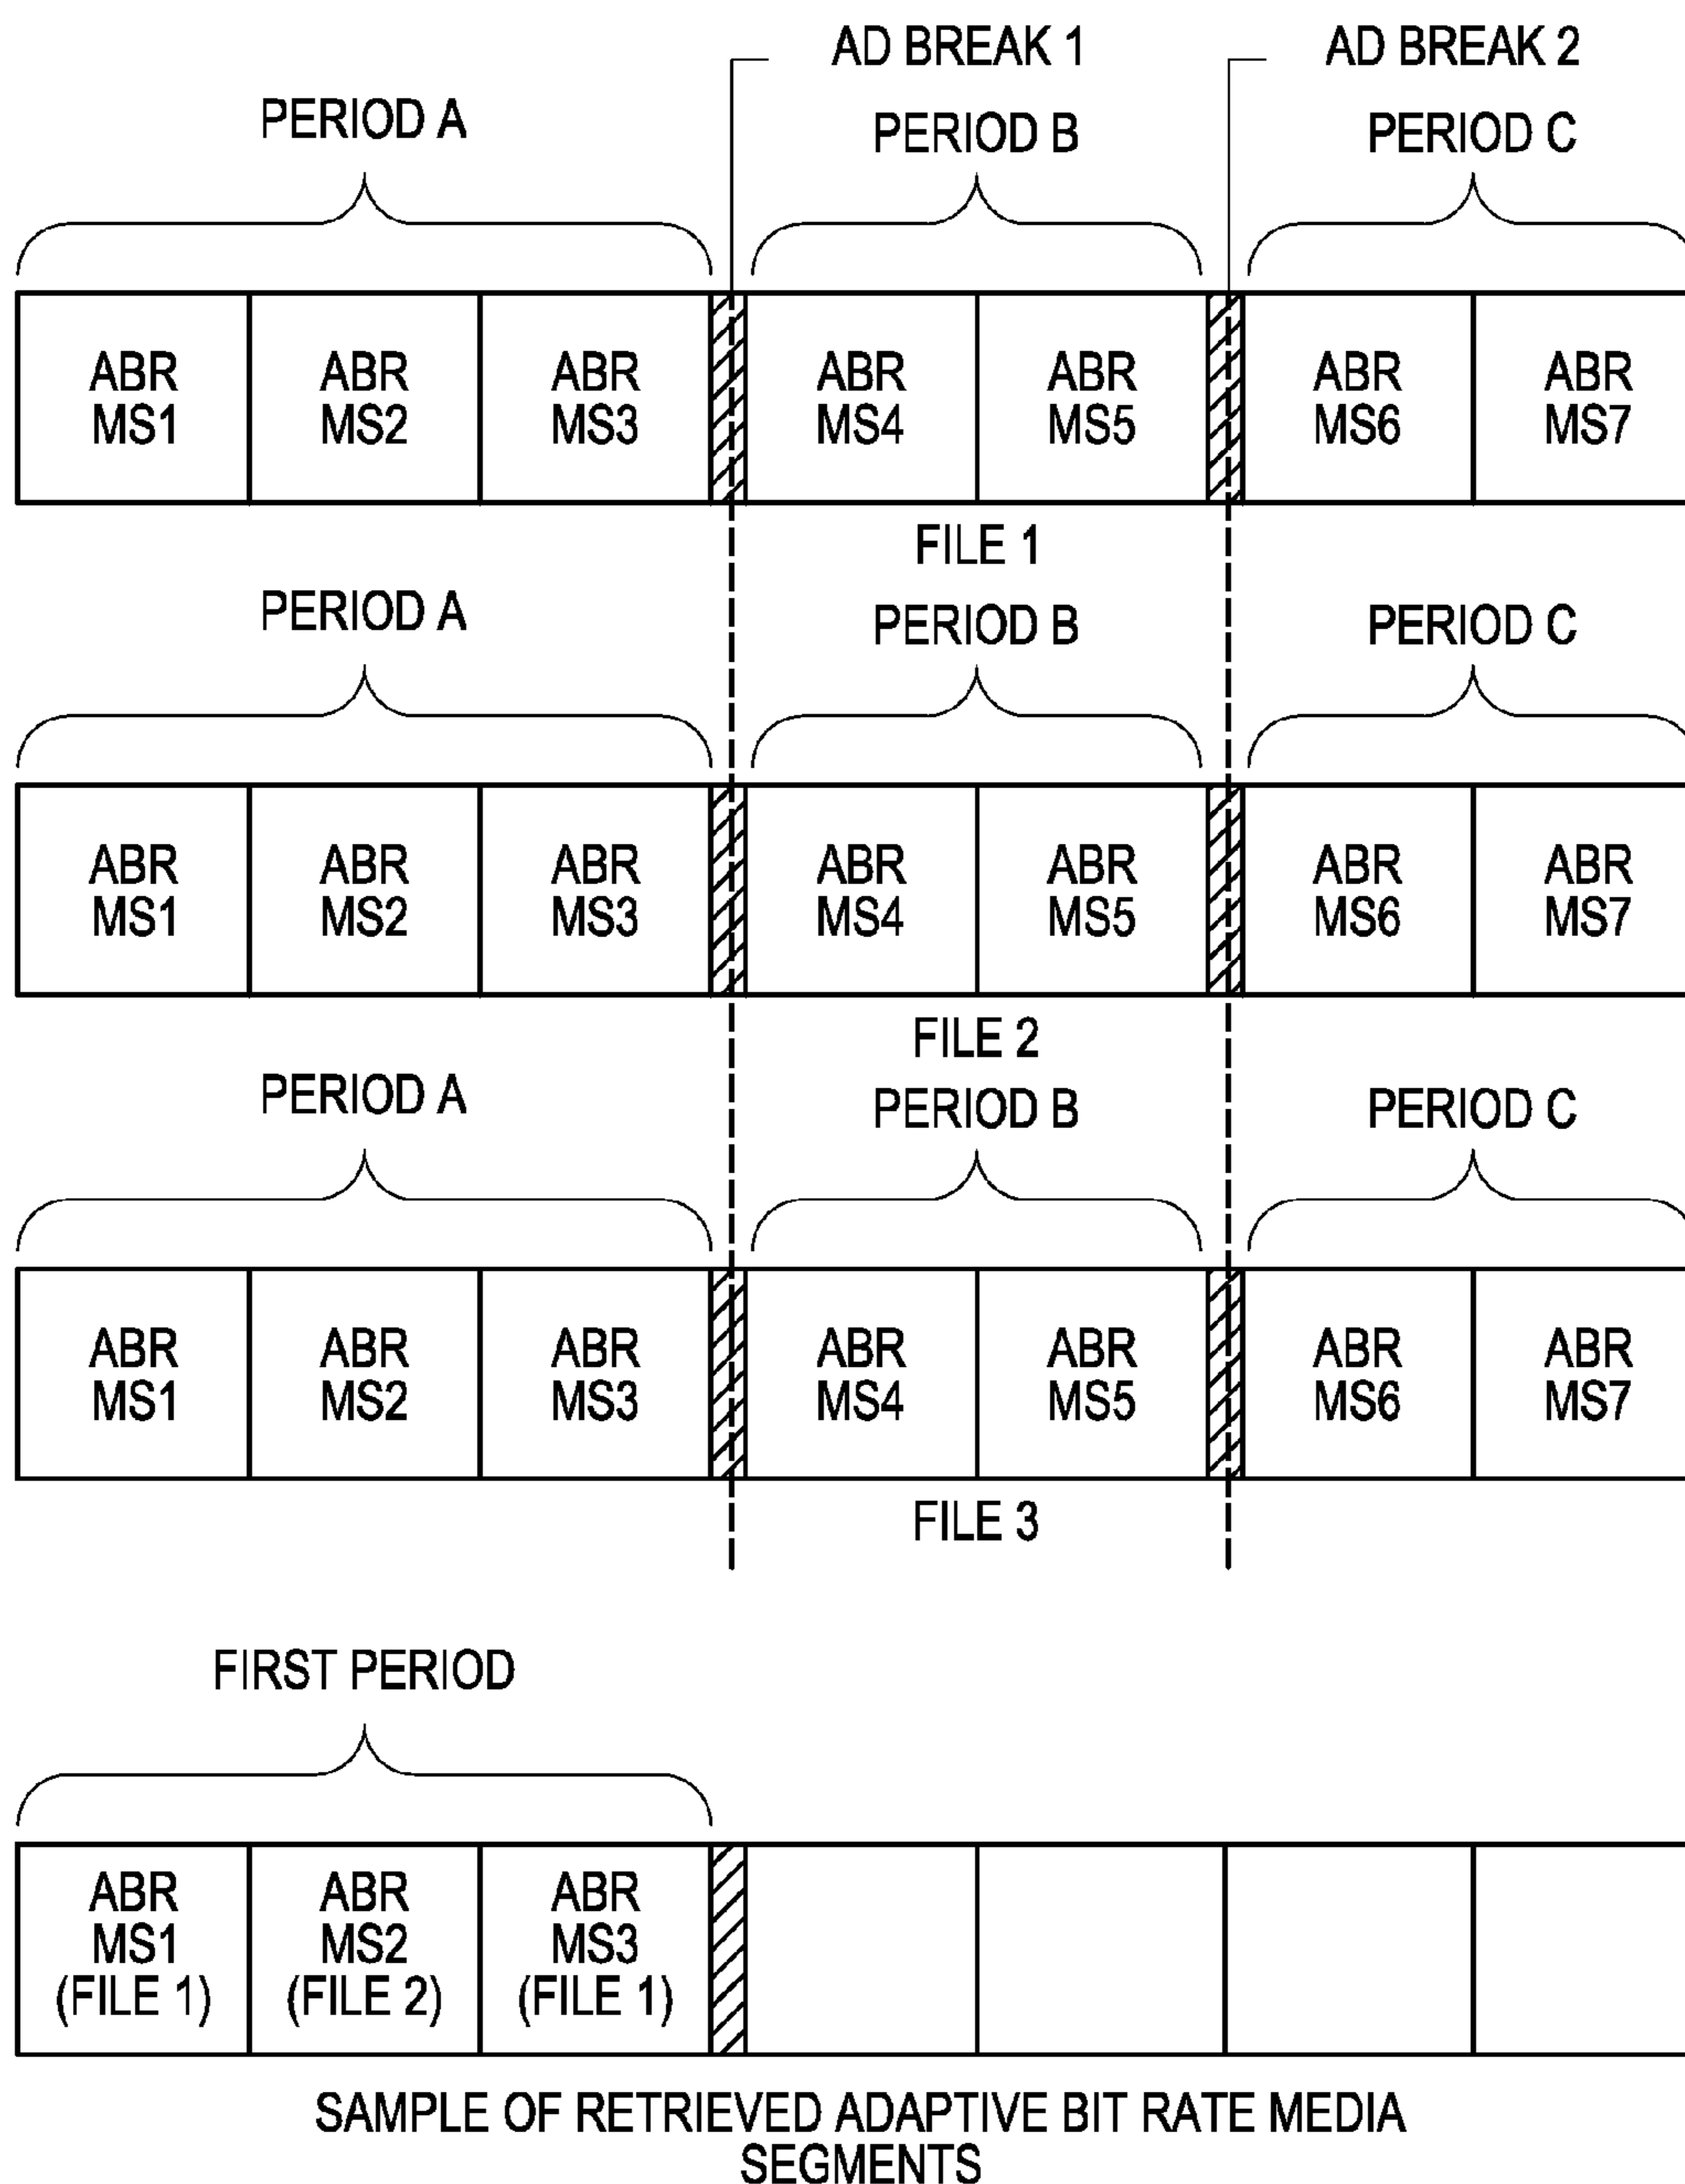 AD BREAK 1
AD BREAK 2
PERIOD A
PERIOD B
PERIOD C
ABR
MS1
ABR
MS2
ABR
MS3
ABR
MS4
ABR
MS5
ABR
MS6
ABR
MS7
FILE 1
PERIOD A
PERIOD B
PERIOD C
ABR
MS1
ABR
MS2
ABR
MS3
ABR
MS4
ABR
MS5
ABR
MS6
ABR
MS7
FILE 2
PERIOD A
PERIOD B
PERIOD C
ABR
MS1
ABR
MS2
ABR
MS3
ABR
MS4
ABR
MS5
ABR
MS6
ABR
MS7
FILE 3
FIRST PERIOD
ABR
MS1
(FILE 1)
ABR
MS2
(FILE 2)
ABR
MS3
(FILE 1)
SAMPLE OF RETRIEVED ADAPTIVE BIT RATE MEDIA
SEGMENTS